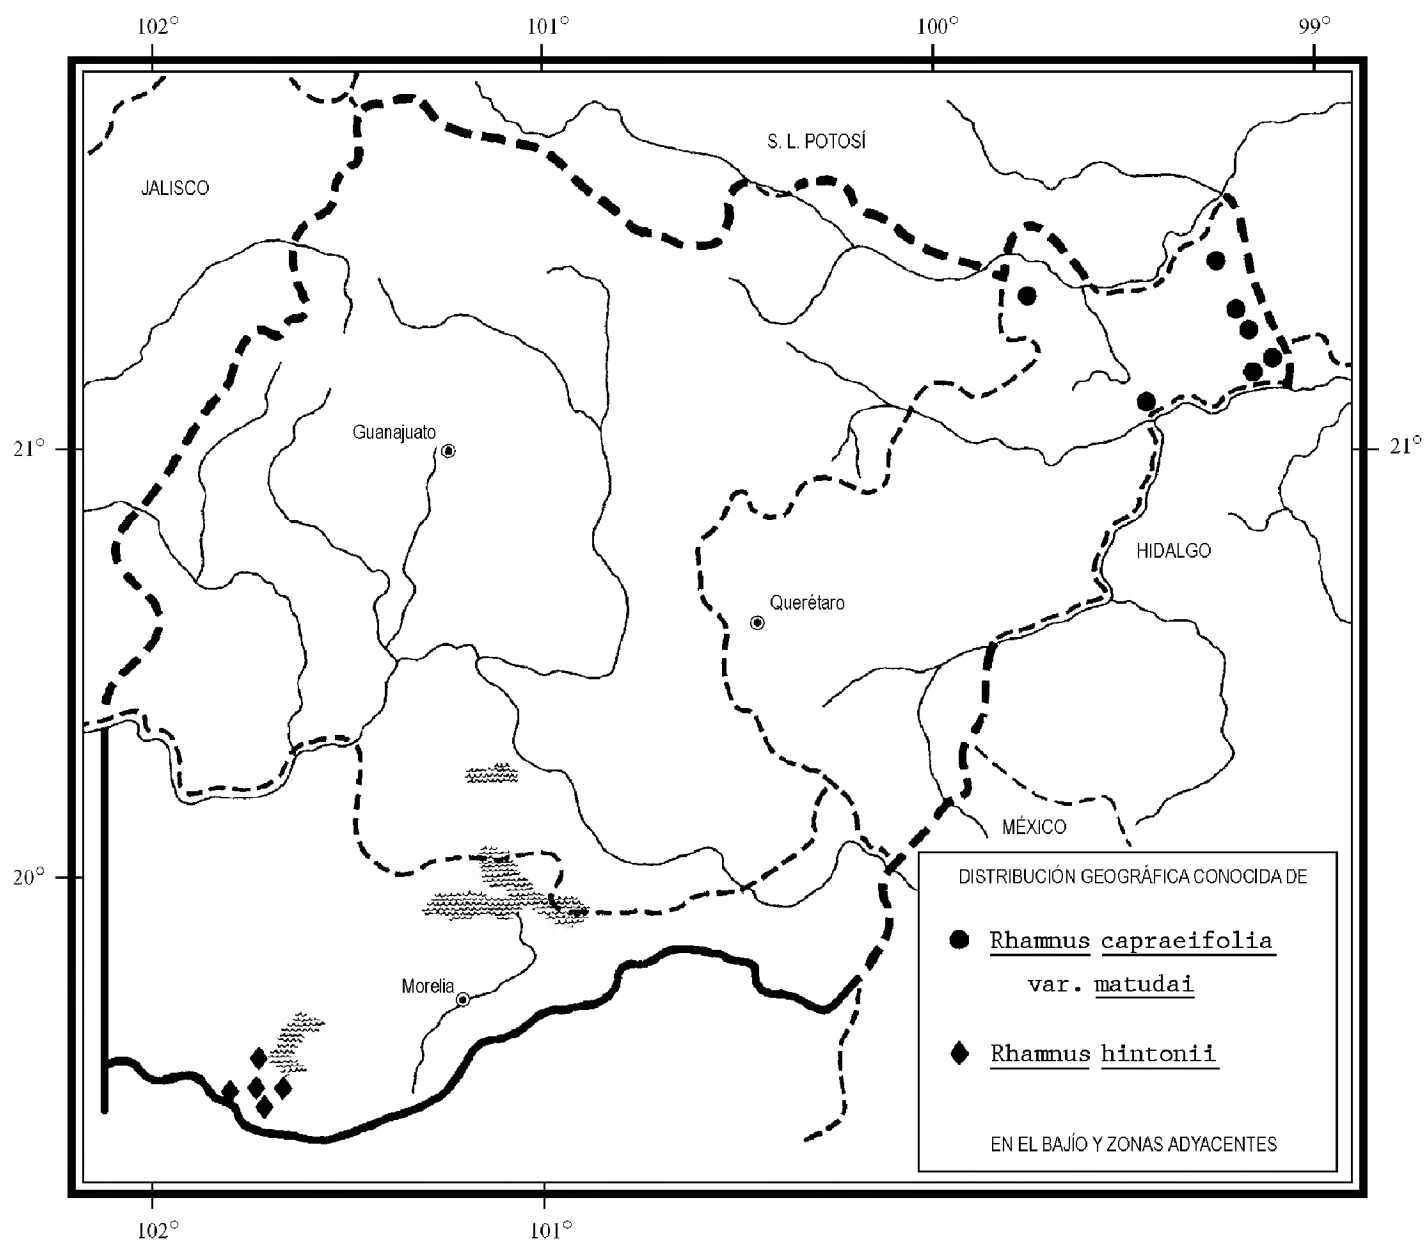 102° 101° 100° 99°
S. L. POTOSÍ
JALISCO
Guanajuato
21° 21°
HIDALGO
Querétaro
MÉXICO
20°
DISTRIBUCIÓN GEOGRÁFICA CONOCIDA DE
Rhamnus capraeifolia
var. matudai
Morelia
Rhamnus hintonii
EN EL BAJÍO Y ZONAS ADYACENTES
102° 101°